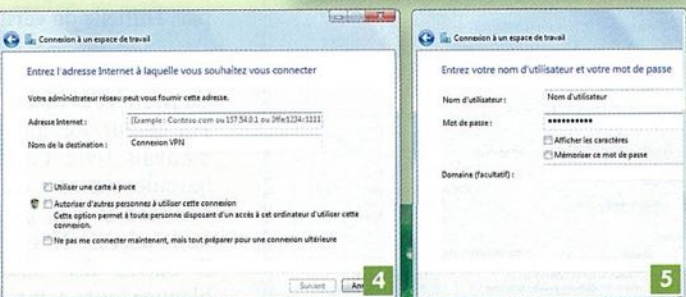 Connexion à un espace de travail
Entrez l'adresse Internet à laquelle vous souhaitez vous connecter
Votre administrateur réseau peut vous fournir cette adresse.
Adresse Internet :
[Exemple : Contoso.com ou 157.54.0.1 ou 3ffe:1234::1111]
Nom de la destination :
Connexion VPN
Utiliser une carte à puce
Autoriser d'autres personnes à utiliser cette connexion
Cette option permet à toute personne disposant d'un accès à cet ordinateur d'utiliser cette
connexion.
Ne pas me connecter maintenant, mais tout préparer pour une connexion ultérieure
Suivant
4
Connexion à un espace de travail
Entrez votre nom d'utilisateur et votre mot de passe
Nom d'utilisateur :
Nom d'utilisateur
Mot de passe :
••••••••••
Afficher les caractères
Mémoriser ce mot de passe
Domaine (facultatif) :
5